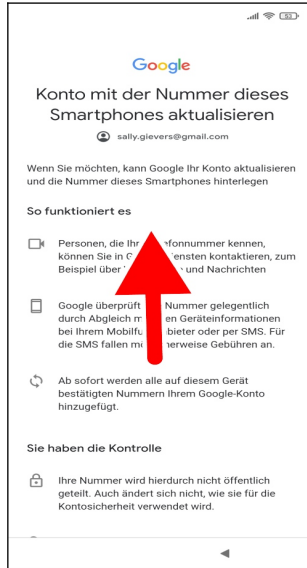 53
Google
Konto mit der Nummer dieses
Smartphones aktualisieren
sally.gievers@gmail.com
Wenn Sie möchten, kann Google Ihr Konto aktualisieren
und die Nummer dieses Smartphones hinterlegen
So funktioniert es
Personen, die kennen,
können Sie in kontaktieren, zum
Beispiel über und Nachrichten
Google überprüft Nummer gelegentlich
durch Abgleich Geräteinformationen
bei Ihrem oder per SMS. Für
die SMS fallen Gebühren an.
Ab sofort werden alle auf diesem Gerät
bestätigten Nummern Ihrem Google-Konto
hinzugefügt.
Sie haben die Kontrolle
Ihre Nummer wird hierdurch nicht öffentlich
geteilt. Auch ändert sich nicht, wie sie für die
Kontosicherheit verwendet wird.